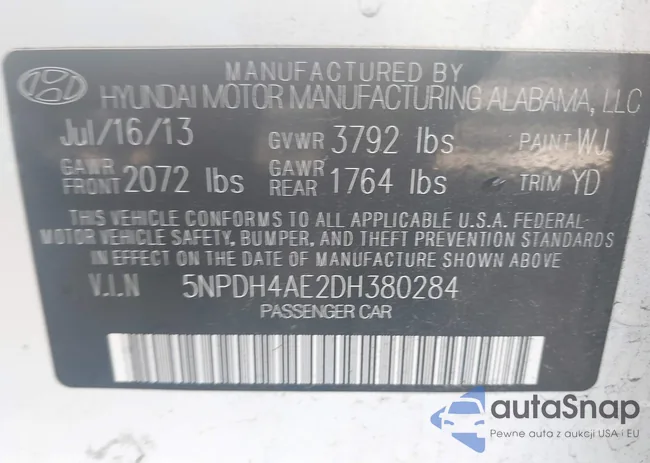 MANUFACTURED BY
HYUNDAI MOTOR MANUFACTURING ALABAMA, LLC
Jul/16/13 GVWR 3792 lbs PAINT WJ
GAWR FRONT 2072 lbs GAWR REAR 1764 lbs TRIM YD
THIS VEHICLE CONFORMS TO ALL APPLICABLE U.S.A. FEDERAL
MOTOR VEHICLE SAFETY, BUMPER, AND THEFT PREVENTION STANDARDS
IN EFFECT ON THE DATE OF MANUFACTURE SHOWN ABOVE
V.I.N 5NPDH4AE2DH380284
PASSENGER CAR
autoSnap
Pewne auta z aukcji USA i EU